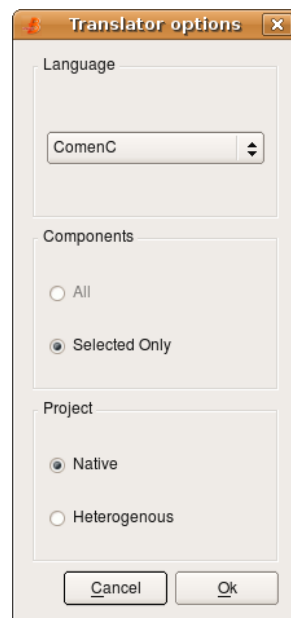 Translator options
Language
ComenC
Components
All
Selected Only
Project
Native
Heterogenous
Cancel
Ok